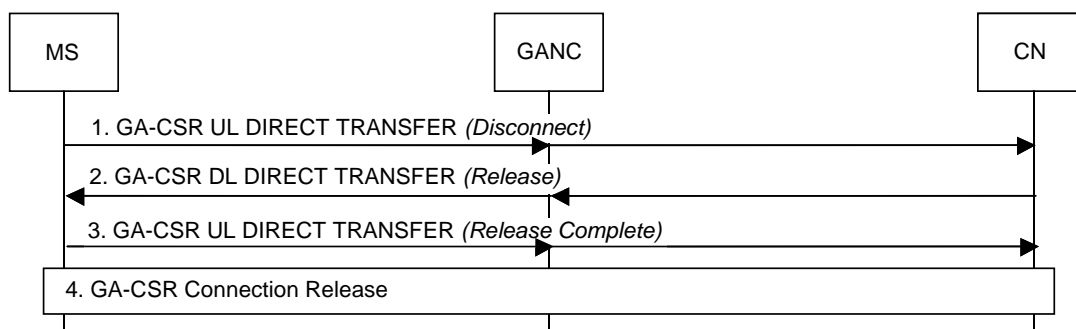 MS
GANC
CN
1. GA-CSR UL DIRECT TRANSFER (Disconnect)
2. GA-CSR DL DIRECT TRANSFER (Release)
3. GA-CSR UL DIRECT TRANSFER (Release Complete)
4. GA-CSR Connection Release